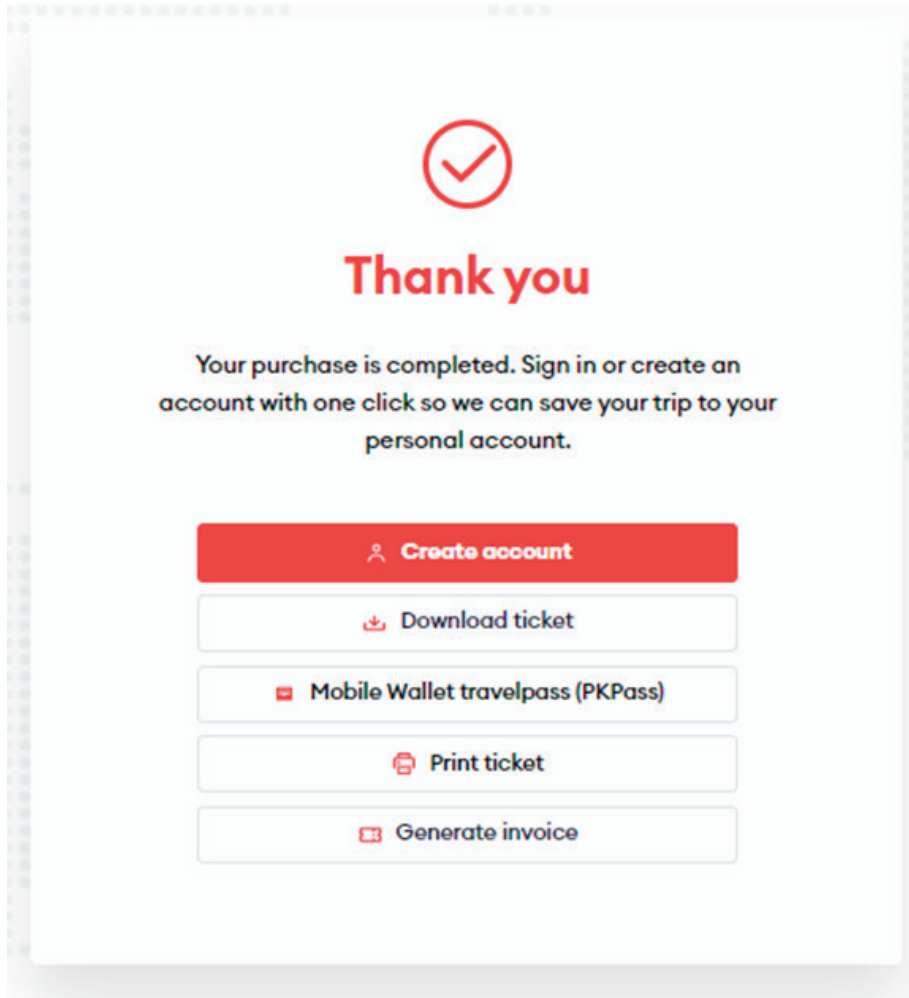 Thank you
Your purchase is completed. Sign in or create an
account with one click so we can save your trip to your
personal account.
Create account
Download ticket
Mobile Wallet travelpass (PKPass)
Print ticket
Generate invoice